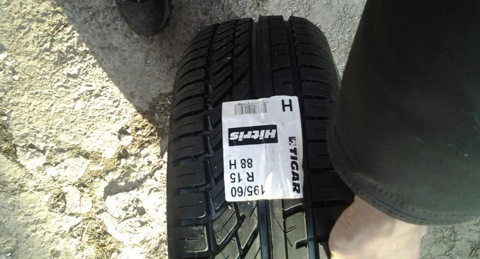 TIGAR
Hitris
195/60
R 15
88 H
H